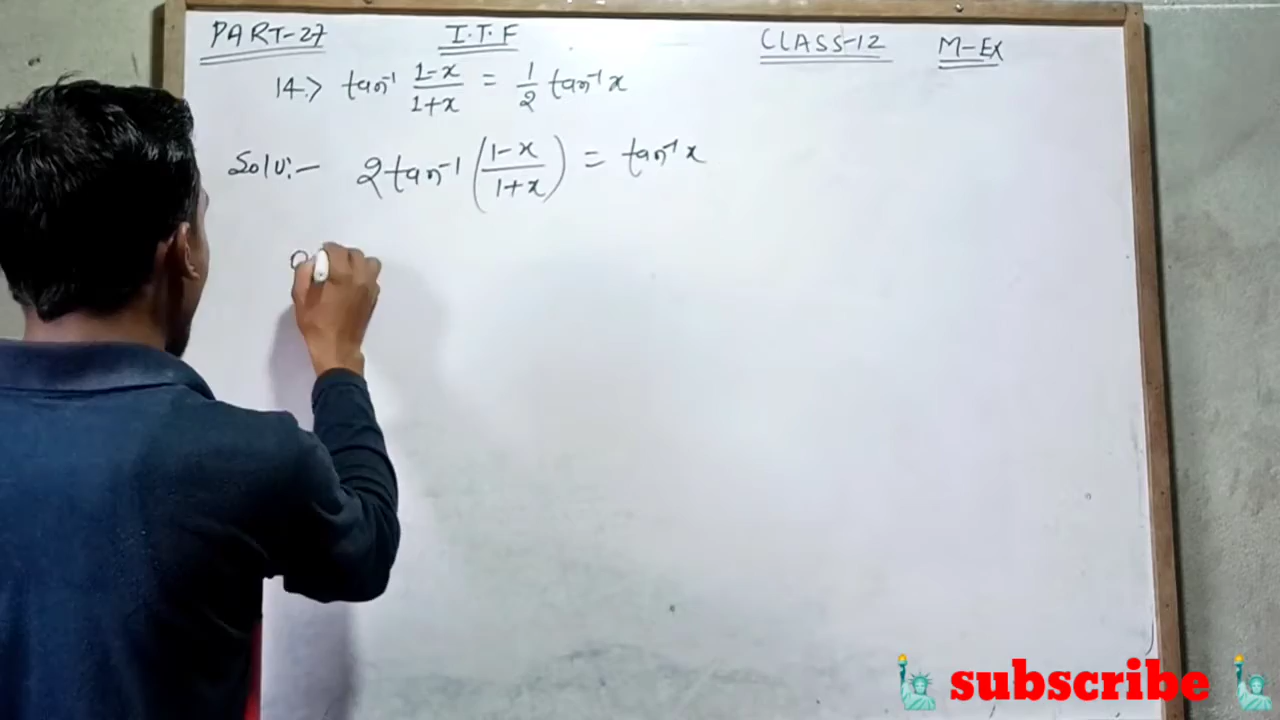 PART-27 I.T.F CLASS-12 M-Ex
14.> tan⁻¹ (1-x)/(1+x) = 1/2 tan⁻¹ x
Solu:- 2tan⁻¹ ((1-x)/(1+x)) = tan⁻¹ x
subscribe